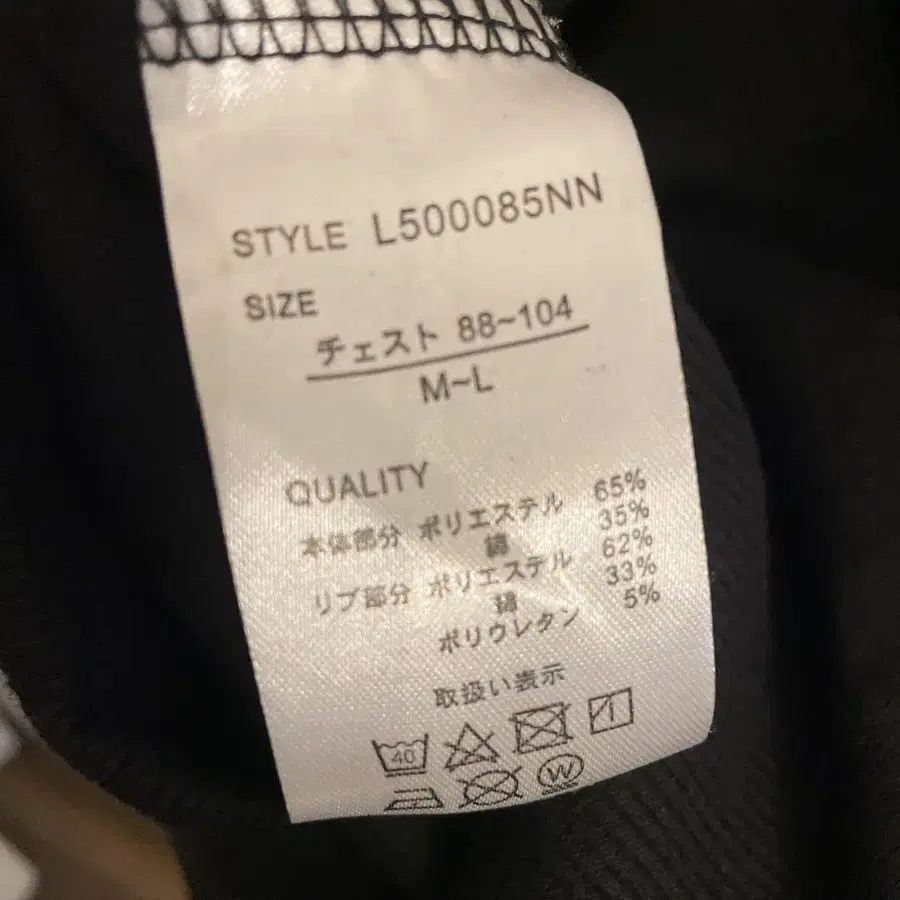 STYLE L500085NN
SIZE
チェスト 88~104
M~L
QUALITY
本体部分 ポリエステル 65%
綿 35%
リブ部分 ポリエステル 62%
綿 33%
ポリウレタン 5%
取扱い表示
40
W